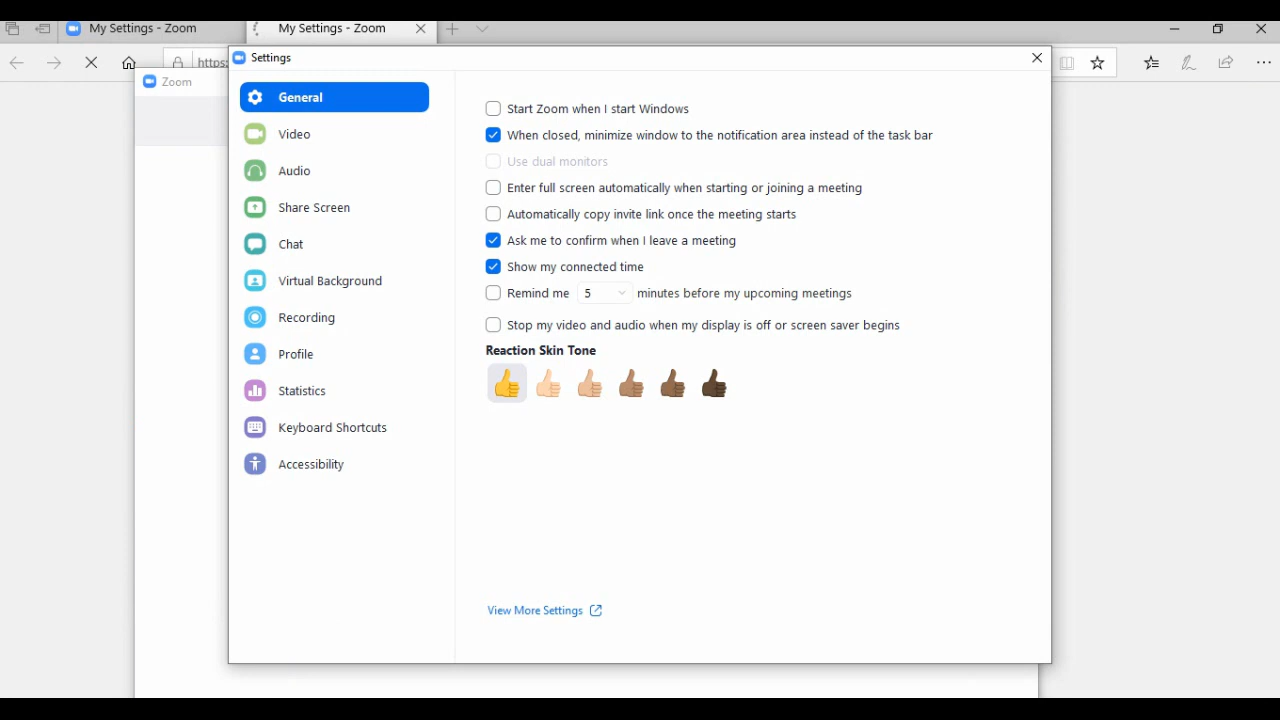 My Settings - Zoom
My Settings - Zoom
https:
Zoom
Settings
General
Video
Audio
Share Screen
Chat
Virtual Background
Recording
Profile
Statistics
Keyboard Shortcuts
Accessibility
Start Zoom when I start Windows
When closed, minimize window to the notification area instead of the task bar
Use dual monitors
Enter full screen automatically when starting or joining a meeting
Automatically copy invite link once the meeting starts
Ask me to confirm when I leave a meeting
Show my connected time
Remind me 5 minutes before my upcoming meetings
Stop my video and audio when my display is off or screen saver begins
Reaction Skin Tone
View More Settings